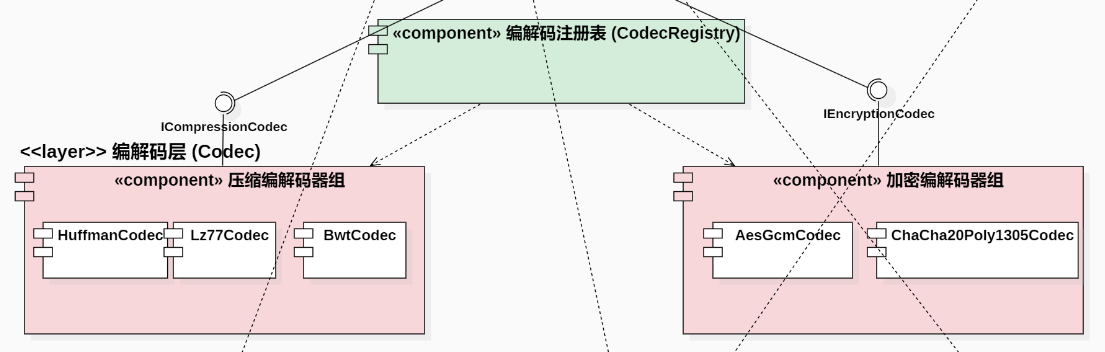 «component» 编解码注册表 (CodecRegistry)
ICompressionCodec
IEncryptionCodec
<<layer>> 编解码层 (Codec)
«component» 压缩编解码器组
«component» 加密编解码器组
HuffmanCodec
Lz77Codec
BwtCodec
AesGcmCodec
ChaCha20Poly1305Codec